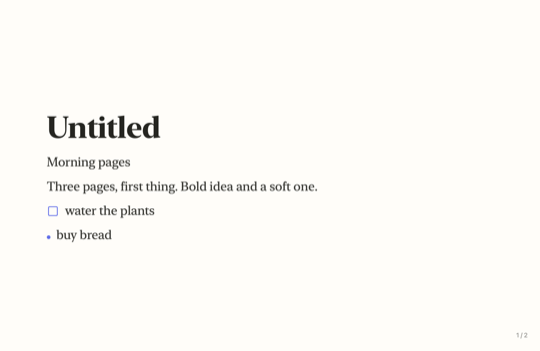 Untitled
Morning pages
Three pages, first thing. Bold idea and a soft one.
water the plants
buy bread
1 / 2